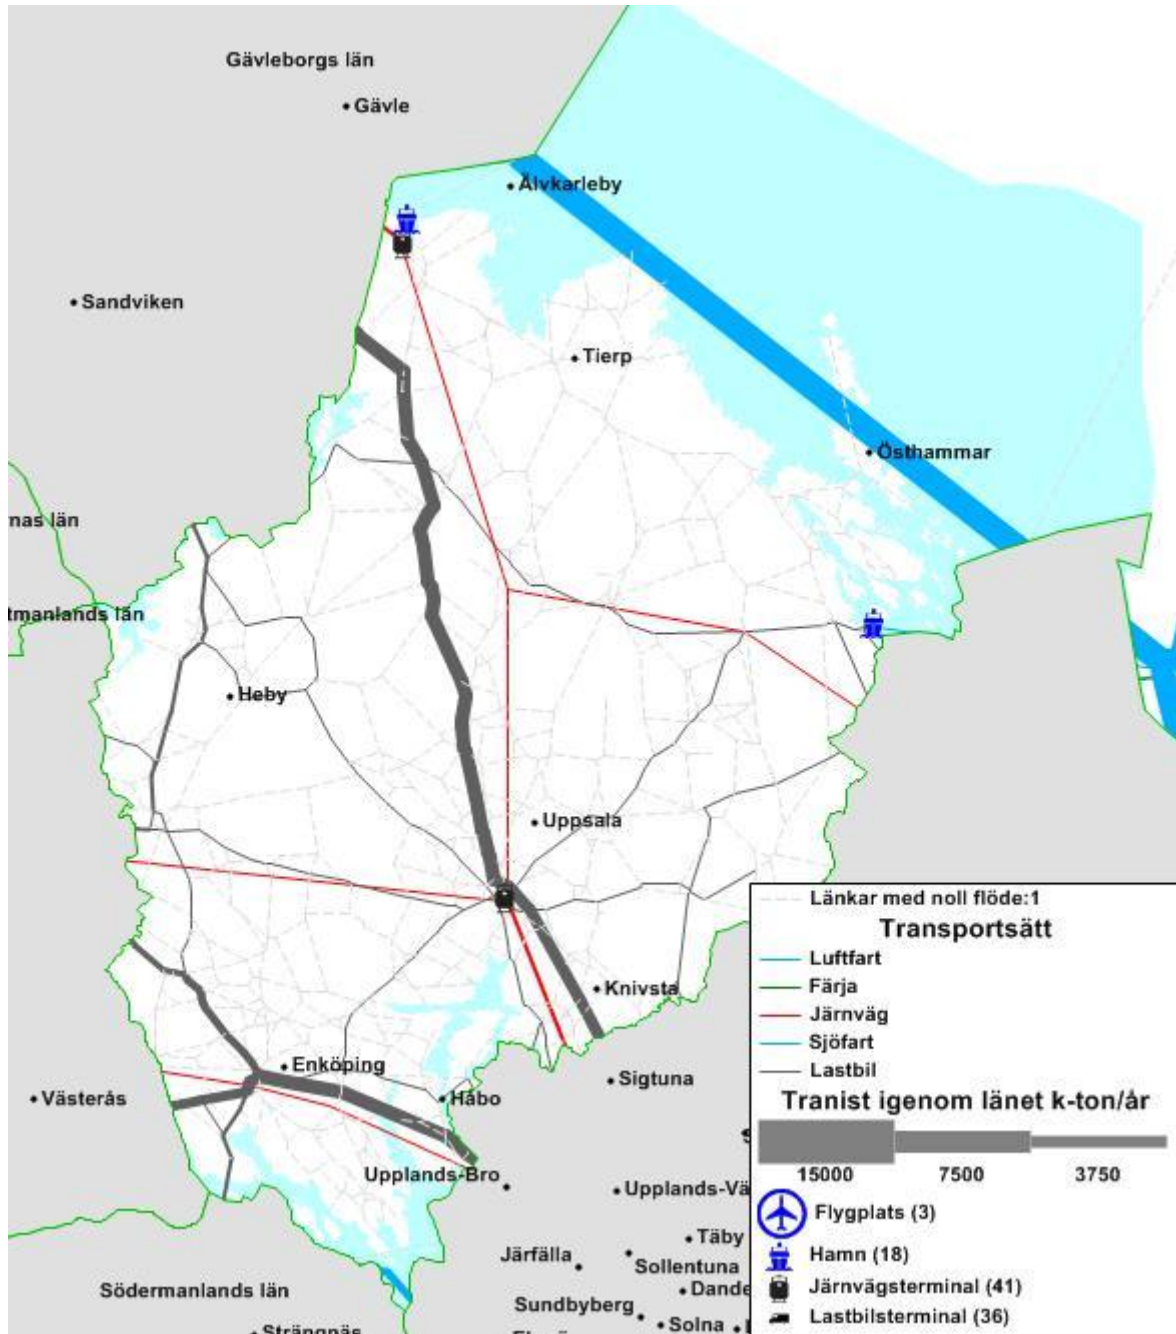 Gävleborgs län
Gävle
Älvkarleby
Sandviken
Tierp
Östhammar
nas län
tmanlands län
Heby
Uppsala
Knivsta
Enköping
Sigtuna
Västerås
Håbo
Upplands-Bro
Upplands-Vä
Täby
Järfälla
Sollentuna
Dande
Södermanlands län
Sundbyberg
Solna
Strängnäs
Länkar med noll flöde:1
Transportsätt
Luftfart
Färja
Järnväg
Sjöfart
Lastbil
Tranist igenom länet k-ton/år
15000 7500 3750
Flygplats (3)
Hamn (18)
Järnvägsterminal (41)
Lastbilsterminal (36)